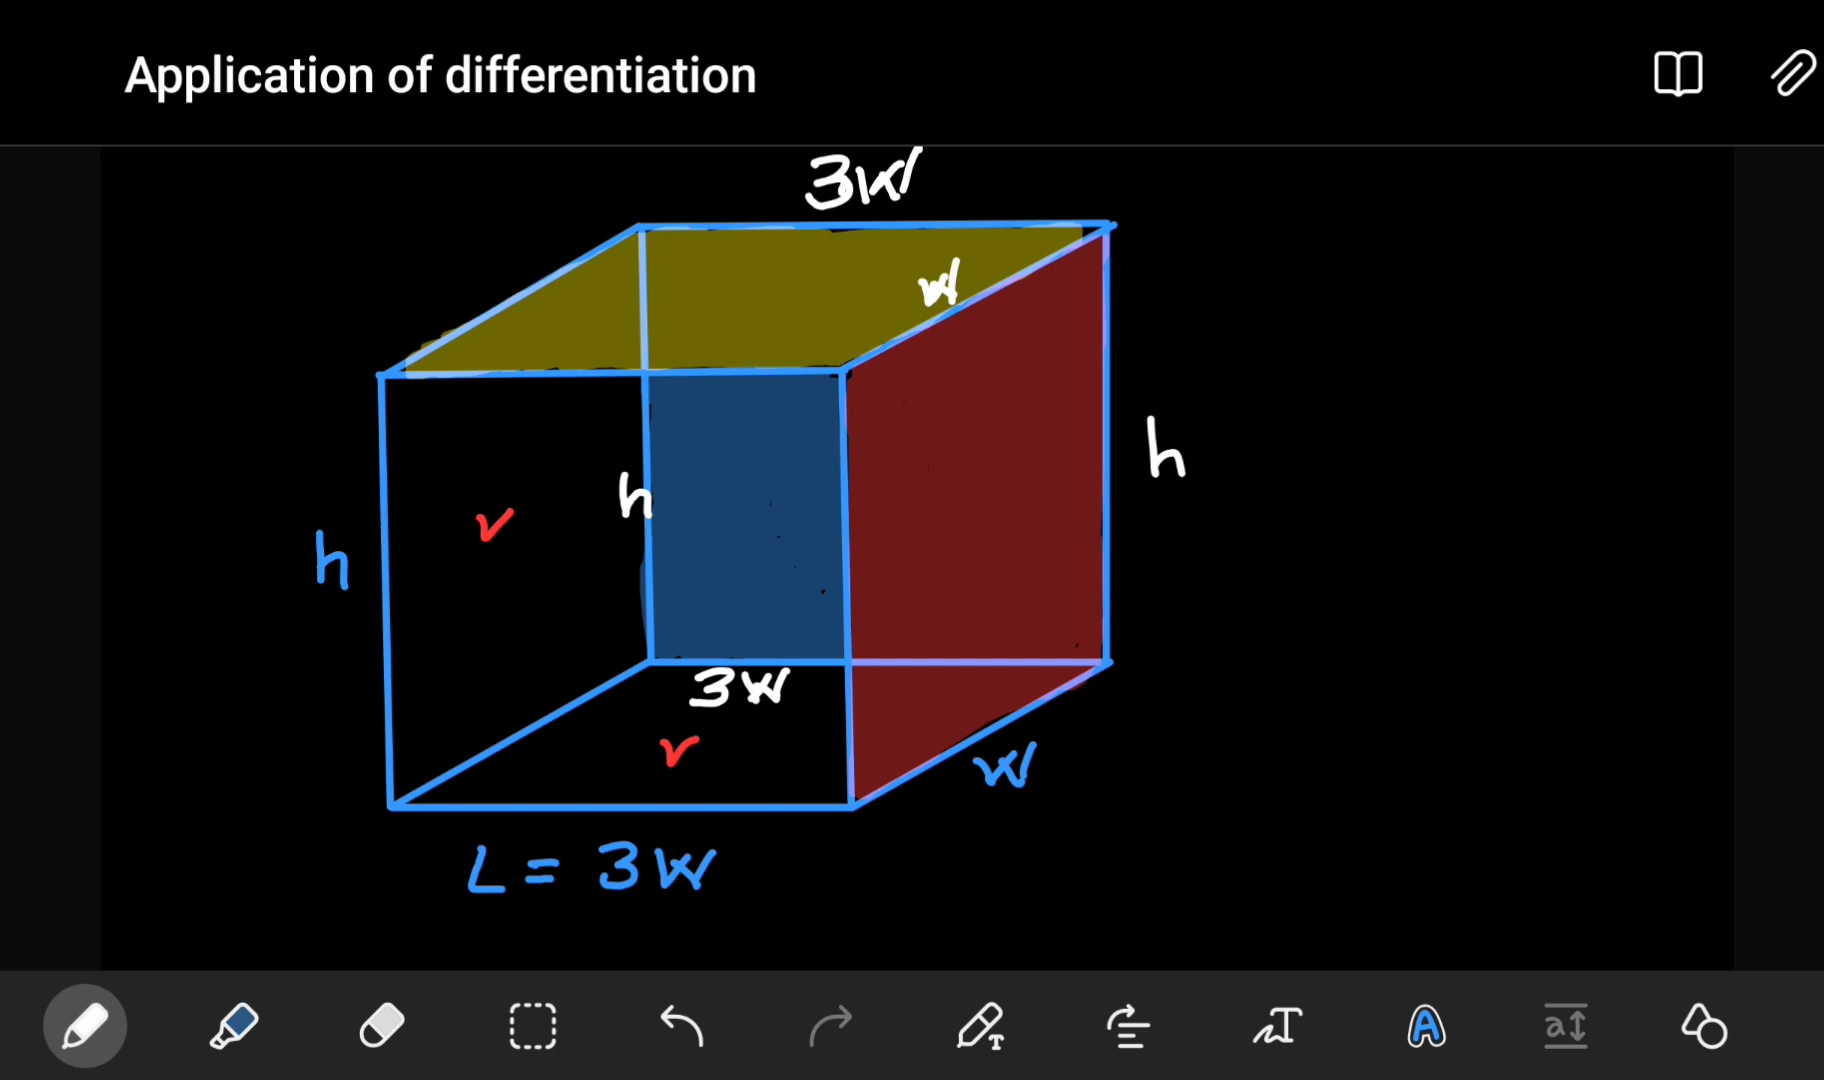 Application of differentiation
3W
W
h
h
h
3W
W
L = 3W